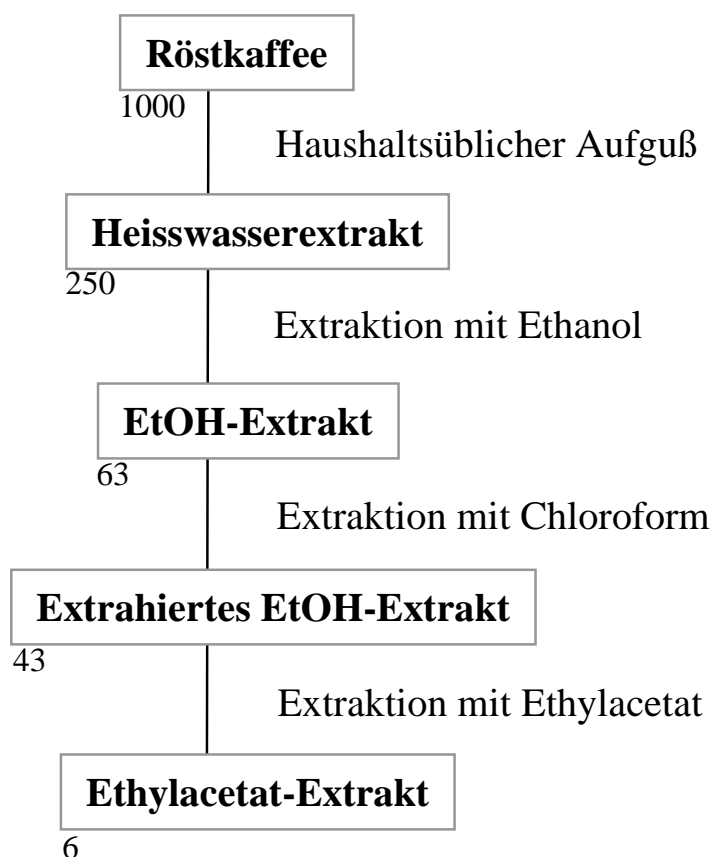 Röstkaffee
1000
Haushaltsüblicher Aufguß
Heisswasserextrakt
250
Extraktion mit Ethanol
EtOH-Extrakt
63
Extraktion mit Chloroform
Extrahiertes EtOH-Extrakt
43
Extraktion mit Ethylacetat
Ethylacetat-Extrakt
6